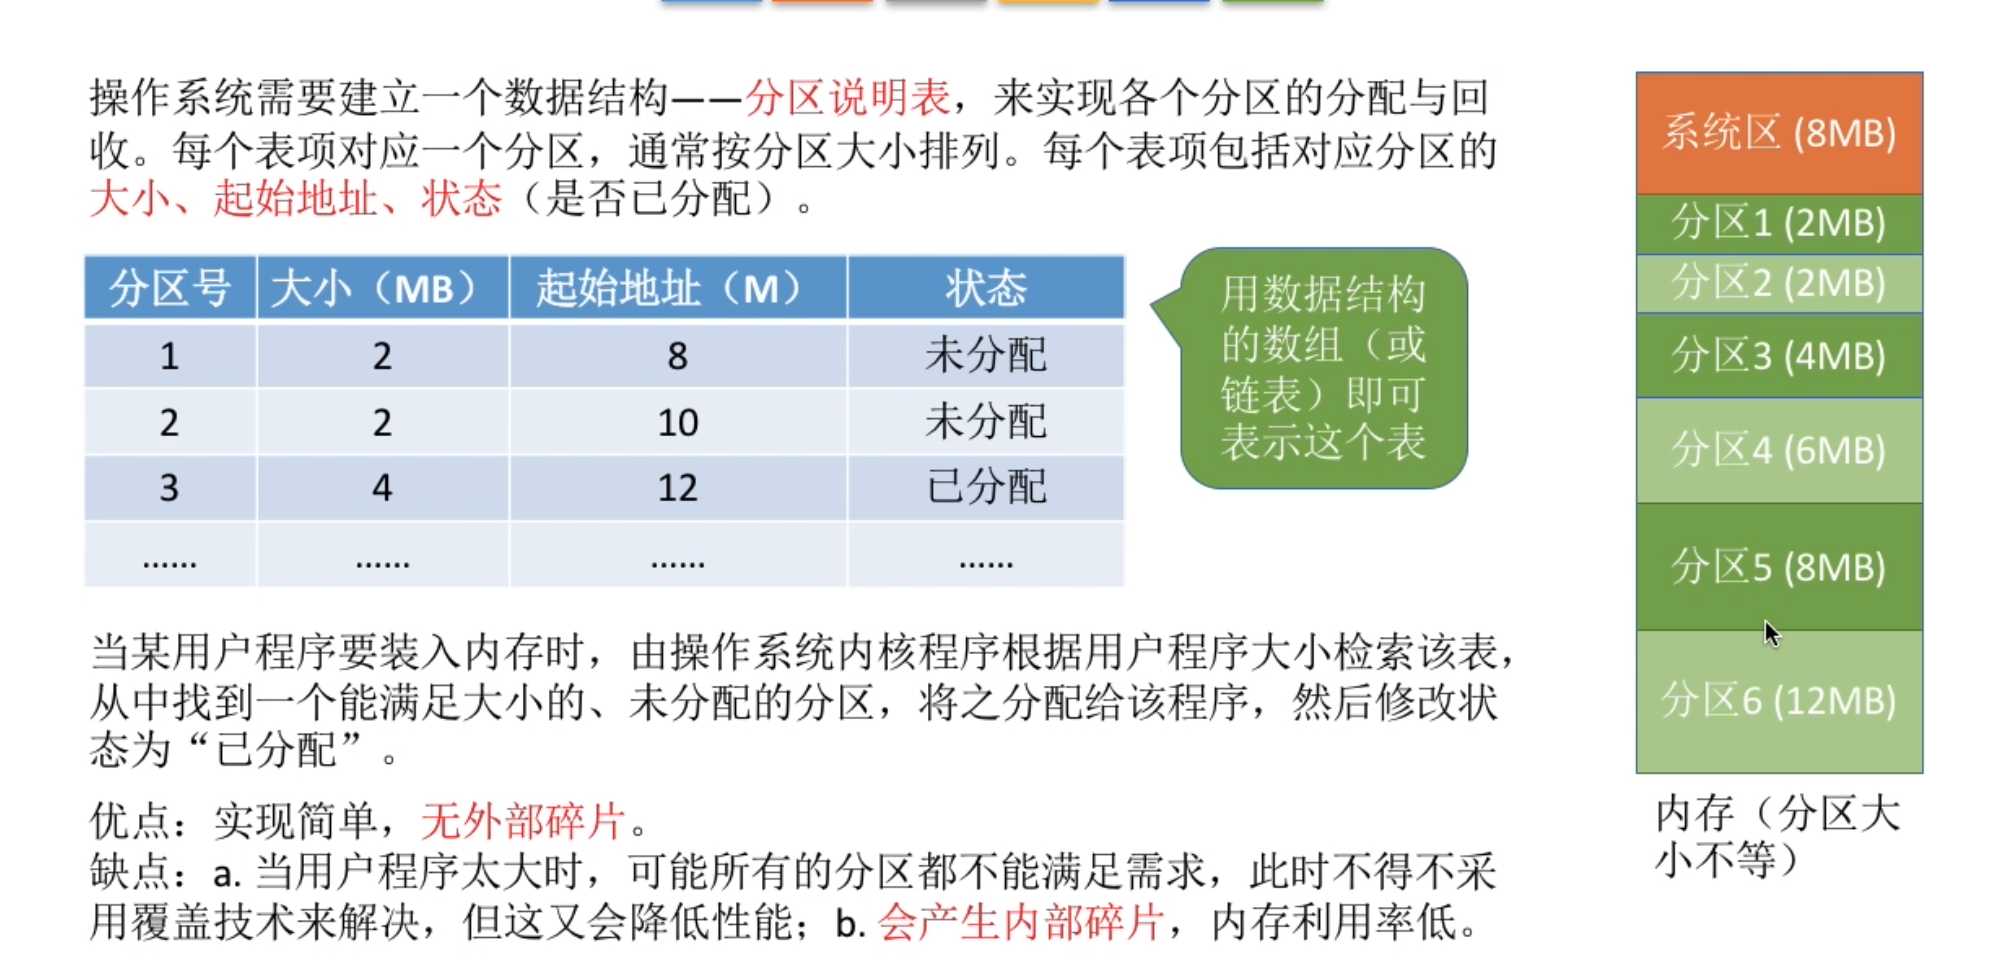 操作系统需要建立一个数据结构——分区说明表，来实现各个分区的分配与回
收。每个表项对应一个分区，通常按分区大小排列。每个表项包括对应分区的
大小、起始地址、状态（是否已分配）。
分区号 大小（MB） 起始地址（M） 状态
1 2 8 未分配
2 2 10 未分配
3 4 12 已分配
...... ...... ...... ......
用数据结构
的数组（或
链表）即可
表示这个表
当某用户程序要装入内存时，由操作系统内核程序根据用户程序大小检索该表，
从中找到一个能满足大小的、未分配的分区，将之分配给该程序，然后修改状
态为“已分配”。
优点：实现简单，无外部碎片。
缺点：a. 当用户程序太大时，可能所有的分区都不能满足需求，此时不得不采
用覆盖技术来解决，但这又会降低性能；b. 会产生内部碎片，内存利用率低。
系统区 (8MB)
分区1 (2MB)
分区2 (2MB)
分区3 (4MB)
分区4 (6MB)
分区5 (8MB)
分区6 (12MB)
内存（分区大
小不等）